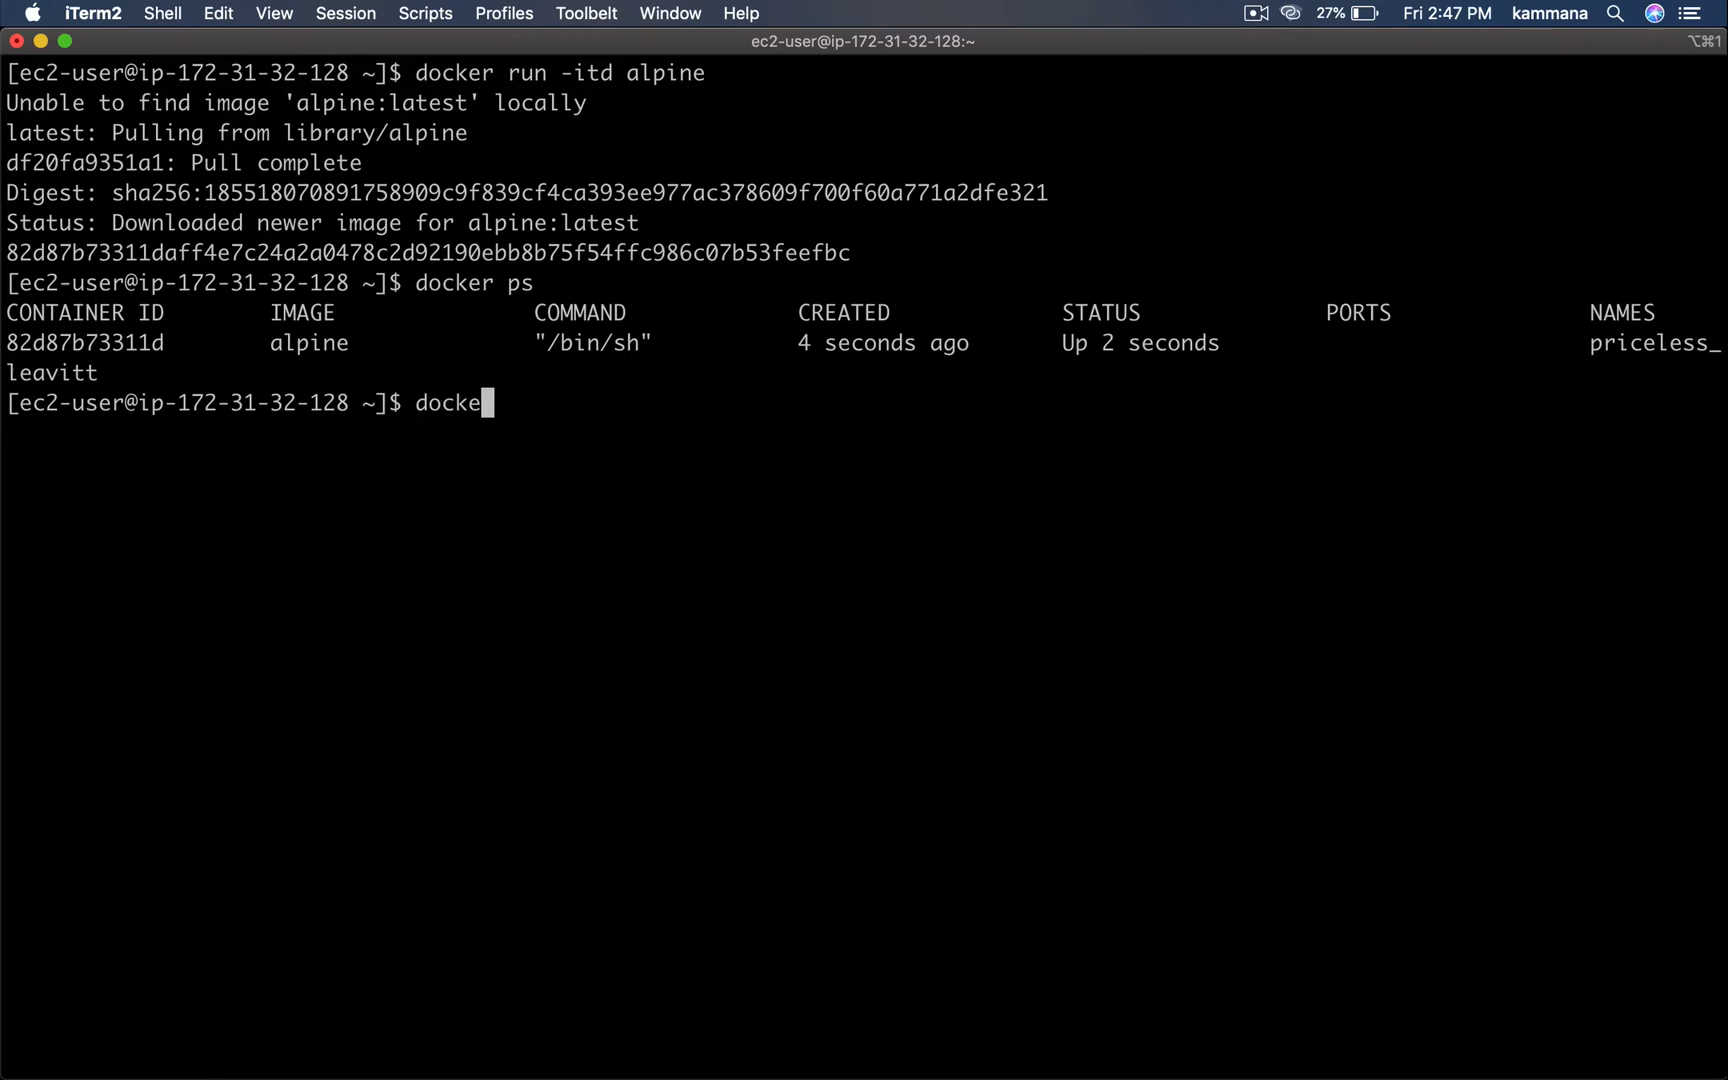 iTerm2 Shell Edit View Session Scripts Profiles Toolbelt Window Help 27% Fri 2:47 PM kammana
ec2-user@ip-172-31-32-128:~ ⌥⌘1
[ec2-user@ip-172-31-32-128 ~]$ docker run -itd alpine
Unable to find image 'alpine:latest' locally
latest: Pulling from library/alpine
df20fa9351a1: Pull complete
Digest: sha256:185518070891758909c9f839cf4ca393ee977ac378609f700f60a771a2dfe321
Status: Downloaded newer image for alpine:latest
82d87b73311daff4e7c24a2a0478c2d92190ebb8b75f54ffc986c07b53feefbc
[ec2-user@ip-172-31-32-128 ~]$ docker ps
CONTAINER ID IMAGE COMMAND CREATED STATUS PORTS NAMES
82d87b73311d alpine "/bin/sh" 4 seconds ago Up 2 seconds priceless_
leavitt
[ec2-user@ip-172-31-32-128 ~]$ docke